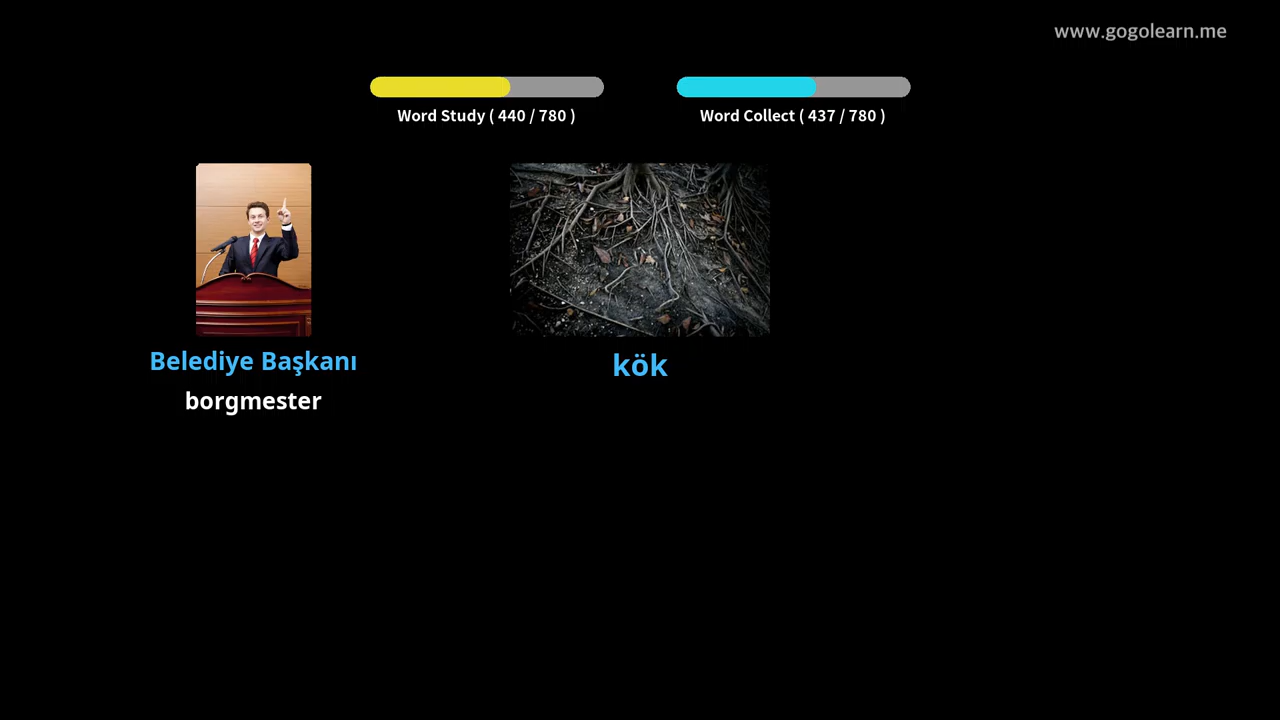 www.gogolearn.me
Word Study ( 440 / 780 )
Word Collect ( 437 / 780 )
Belediye Başkanı
borgmester
kök